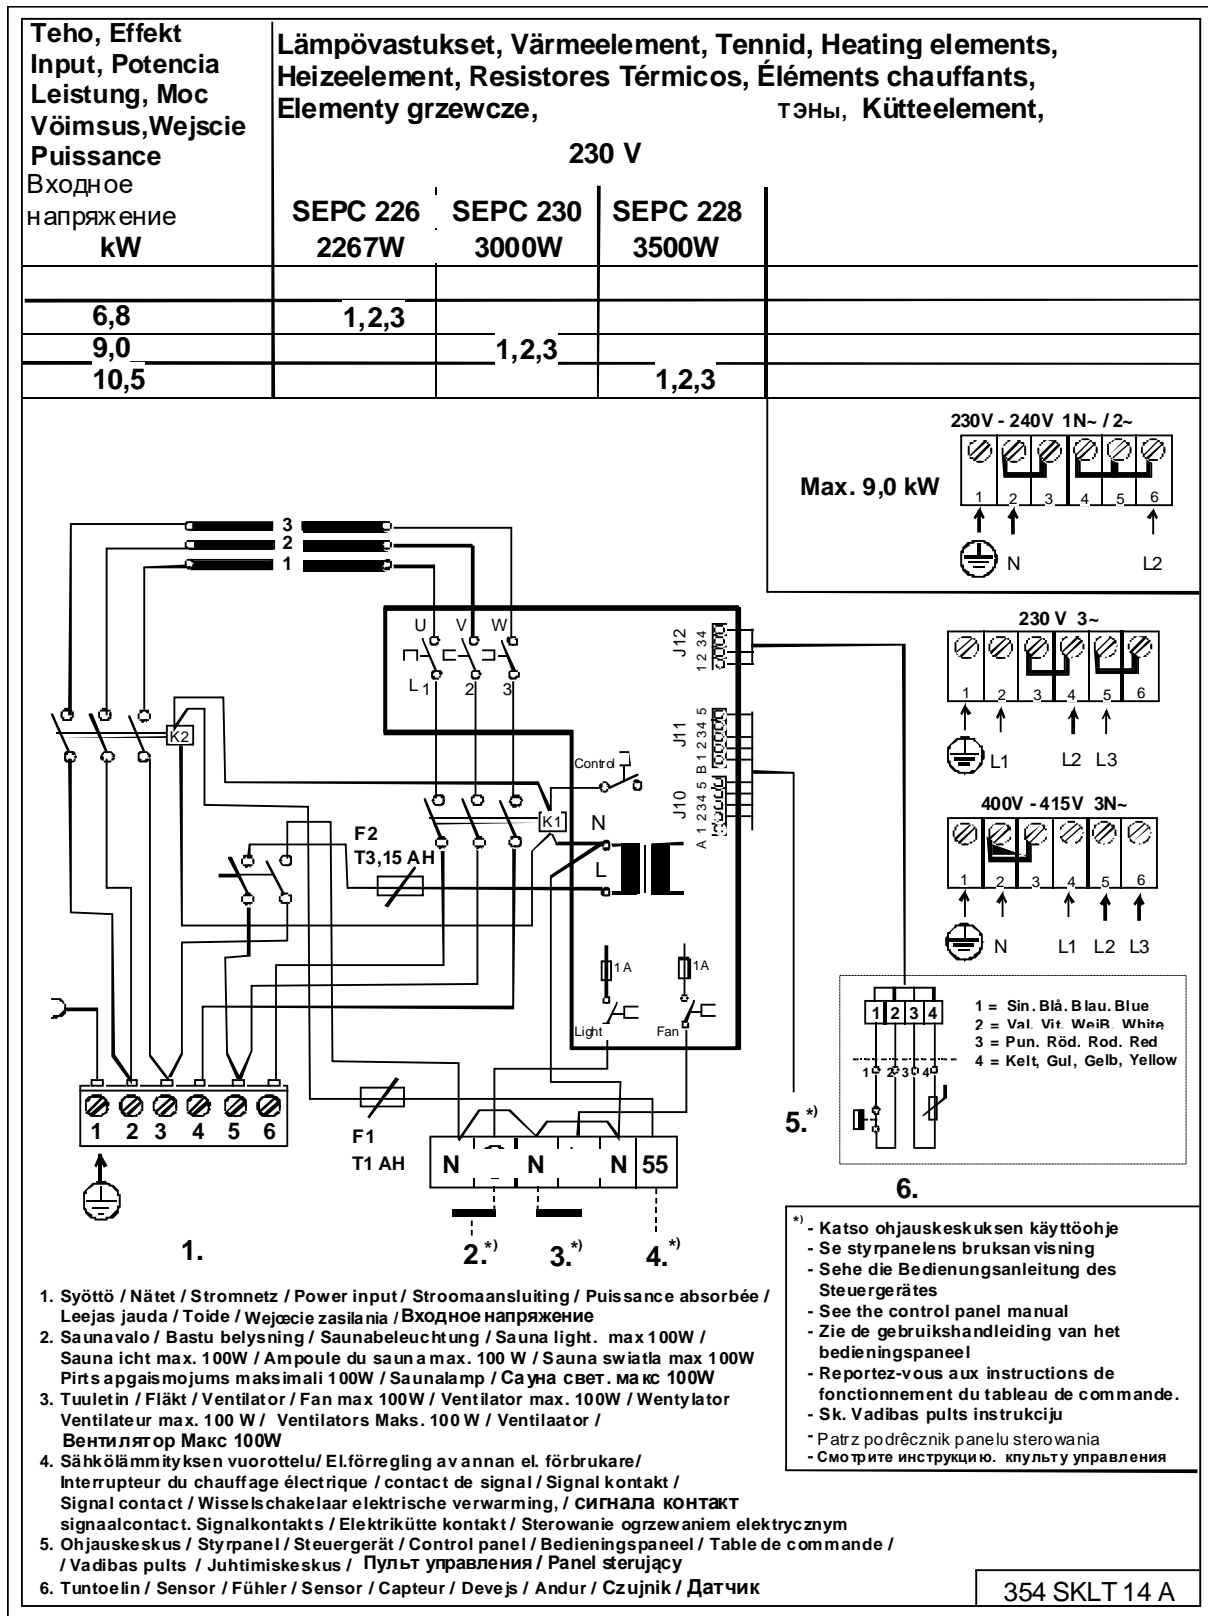 Teho, Effekt
Input, Potencia
Leistung, Moc
Vöimsus,Wejscie
Puissance
Входное
напряжение
kW
Lämpövastukset, Värmeelement, Tennid, Heating elements,
Heizeelement, Resistores Térmicos, Éléments chauffants,
Elementy grzewcze, тэны, Kütteelement,
230 V
SEPC 226 SEPC 230 SEPC 228
2267W 3000W 3500W
6,8 1,2,3
9,0 1,2,3
10,5 1,2,3
230V - 240V 1N~ / 2~
Max. 9,0 kW
1 2 3 4 5 6
N L2
230 V 3~
1 2 3 4 5 6
L1 L2 L3
400V - 415V 3N~
1 2 3 4 5 6
N L1 L2 L3
3
2
1
U V W
L 1 2 3
J12
1 2 3 4
J11
B 1 2 3 4 5
J10
A 1 2 3 4 5
K2
Control
K1
N
L
F2
T3,15 AH
1 A 1A
Light Fan
1 2 3 4 5 6
F1
T1 AH
N N N 55
1. 2.*) 3.*) 4.*)
5.*)
1 2 3 4
1 2 3 4
1 = Sin. Blå. Blau. Blue
2 = Val. Vit. Weiß. White
3 = Pun. Röd. Rod. Red
4 = Kelt, Gul, Gelb, Yellow
6.
*) - Katso ohjauskeskuksen käyttöohje
- Se styrpanelens bruksanvisning
- Sehe die Bedienungsanleitung des
Steuergerätes
- See the control panel manual
- Zie de gebruikshandleiding van het
bedieningspaneel
- Reportez-vous aux instructions de
fonctionnement du tableau de commande.
- Sk. Vadibas pults instrukciju
- Patrz podrêcznik panelu sterowania
- Смотрите инструкцию. кпульту управления
1. Syöttö / Nätet / Stromnetz / Power input / Stroomaansluiting / Puissance absorbée /
Leejas jauda / Toide / Wejœcie zasilania / Входное напряжение
2. Saunavalo / Bastu belysning / Saunabeleuchtung / Sauna light. max 100W /
Sauna icht max. 100W / Ampoule du sauna max. 100 W / Sauna swiatla max 100W
Pirts apgaismojums maksimali 100W / Saunalamp / Сауна свет. макс 100W
3. Tuuletin / Fläkt / Ventilator / Fan max 100W / Ventilator max. 100W / Wentylator
Ventilateur max. 100 W / Ventilators Maks. 100 W / Ventilaator /
Вентилятор Макс 100W
4. Sähkölämmityksen vuorottelu/ El.förregling av annan el. förbrukare/
Interrupteur du chauffage électrique / contact de signal / Signal kontakt /
Signal contact / Wisselschakelaar elektrische verwarming, / сигнала контакт
signaalcontact. Signalkontakts / Elektrikütte kontakt / Sterowanie ogrzewaniem elektrycznym
5. Ohjauskeskus / Styrpanel / Steuergerät / Control panel / Bedieningspaneel / Table de commande /
/ Vadibas pults / Juhtimiskeskus / Пульт управления / Panel sterujący
6. Tuntoelin / Sensor / Fühler / Sensor / Capteur / Devejs / Andur / Czujnik / Датчик
354 SKLT 14 A